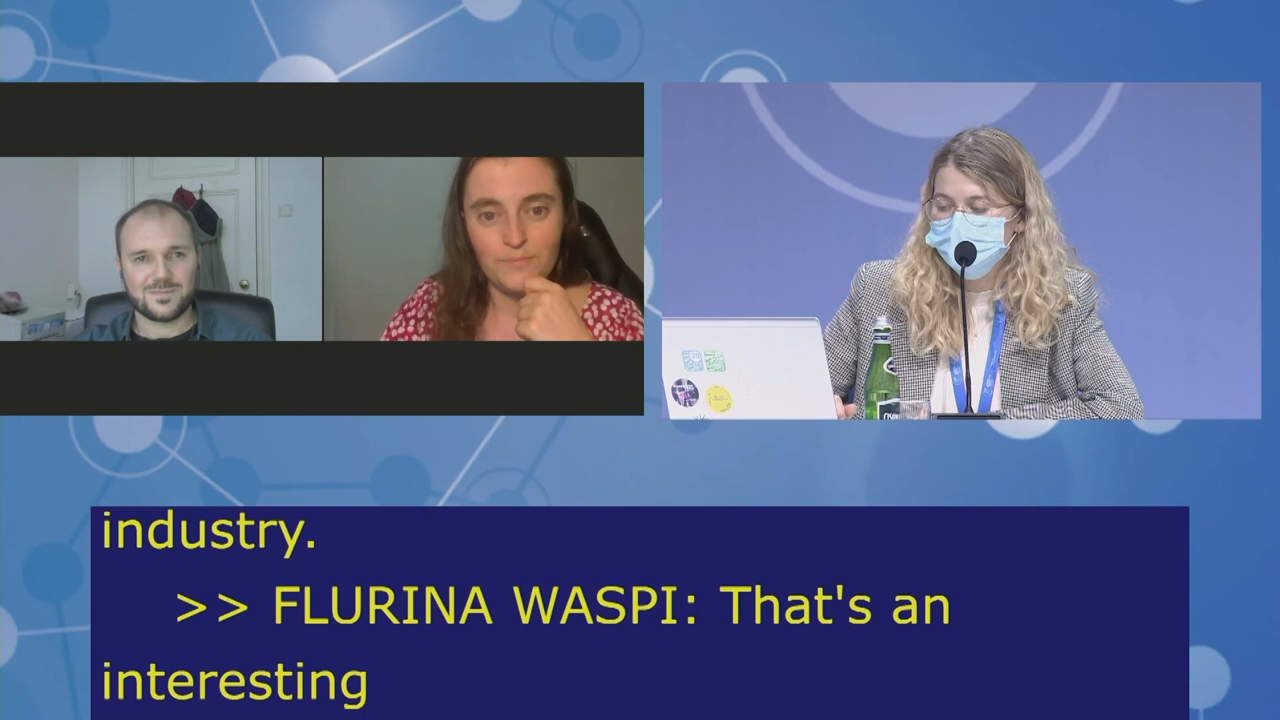 industry.
>> FLURINA WASPI: That's an
interesting